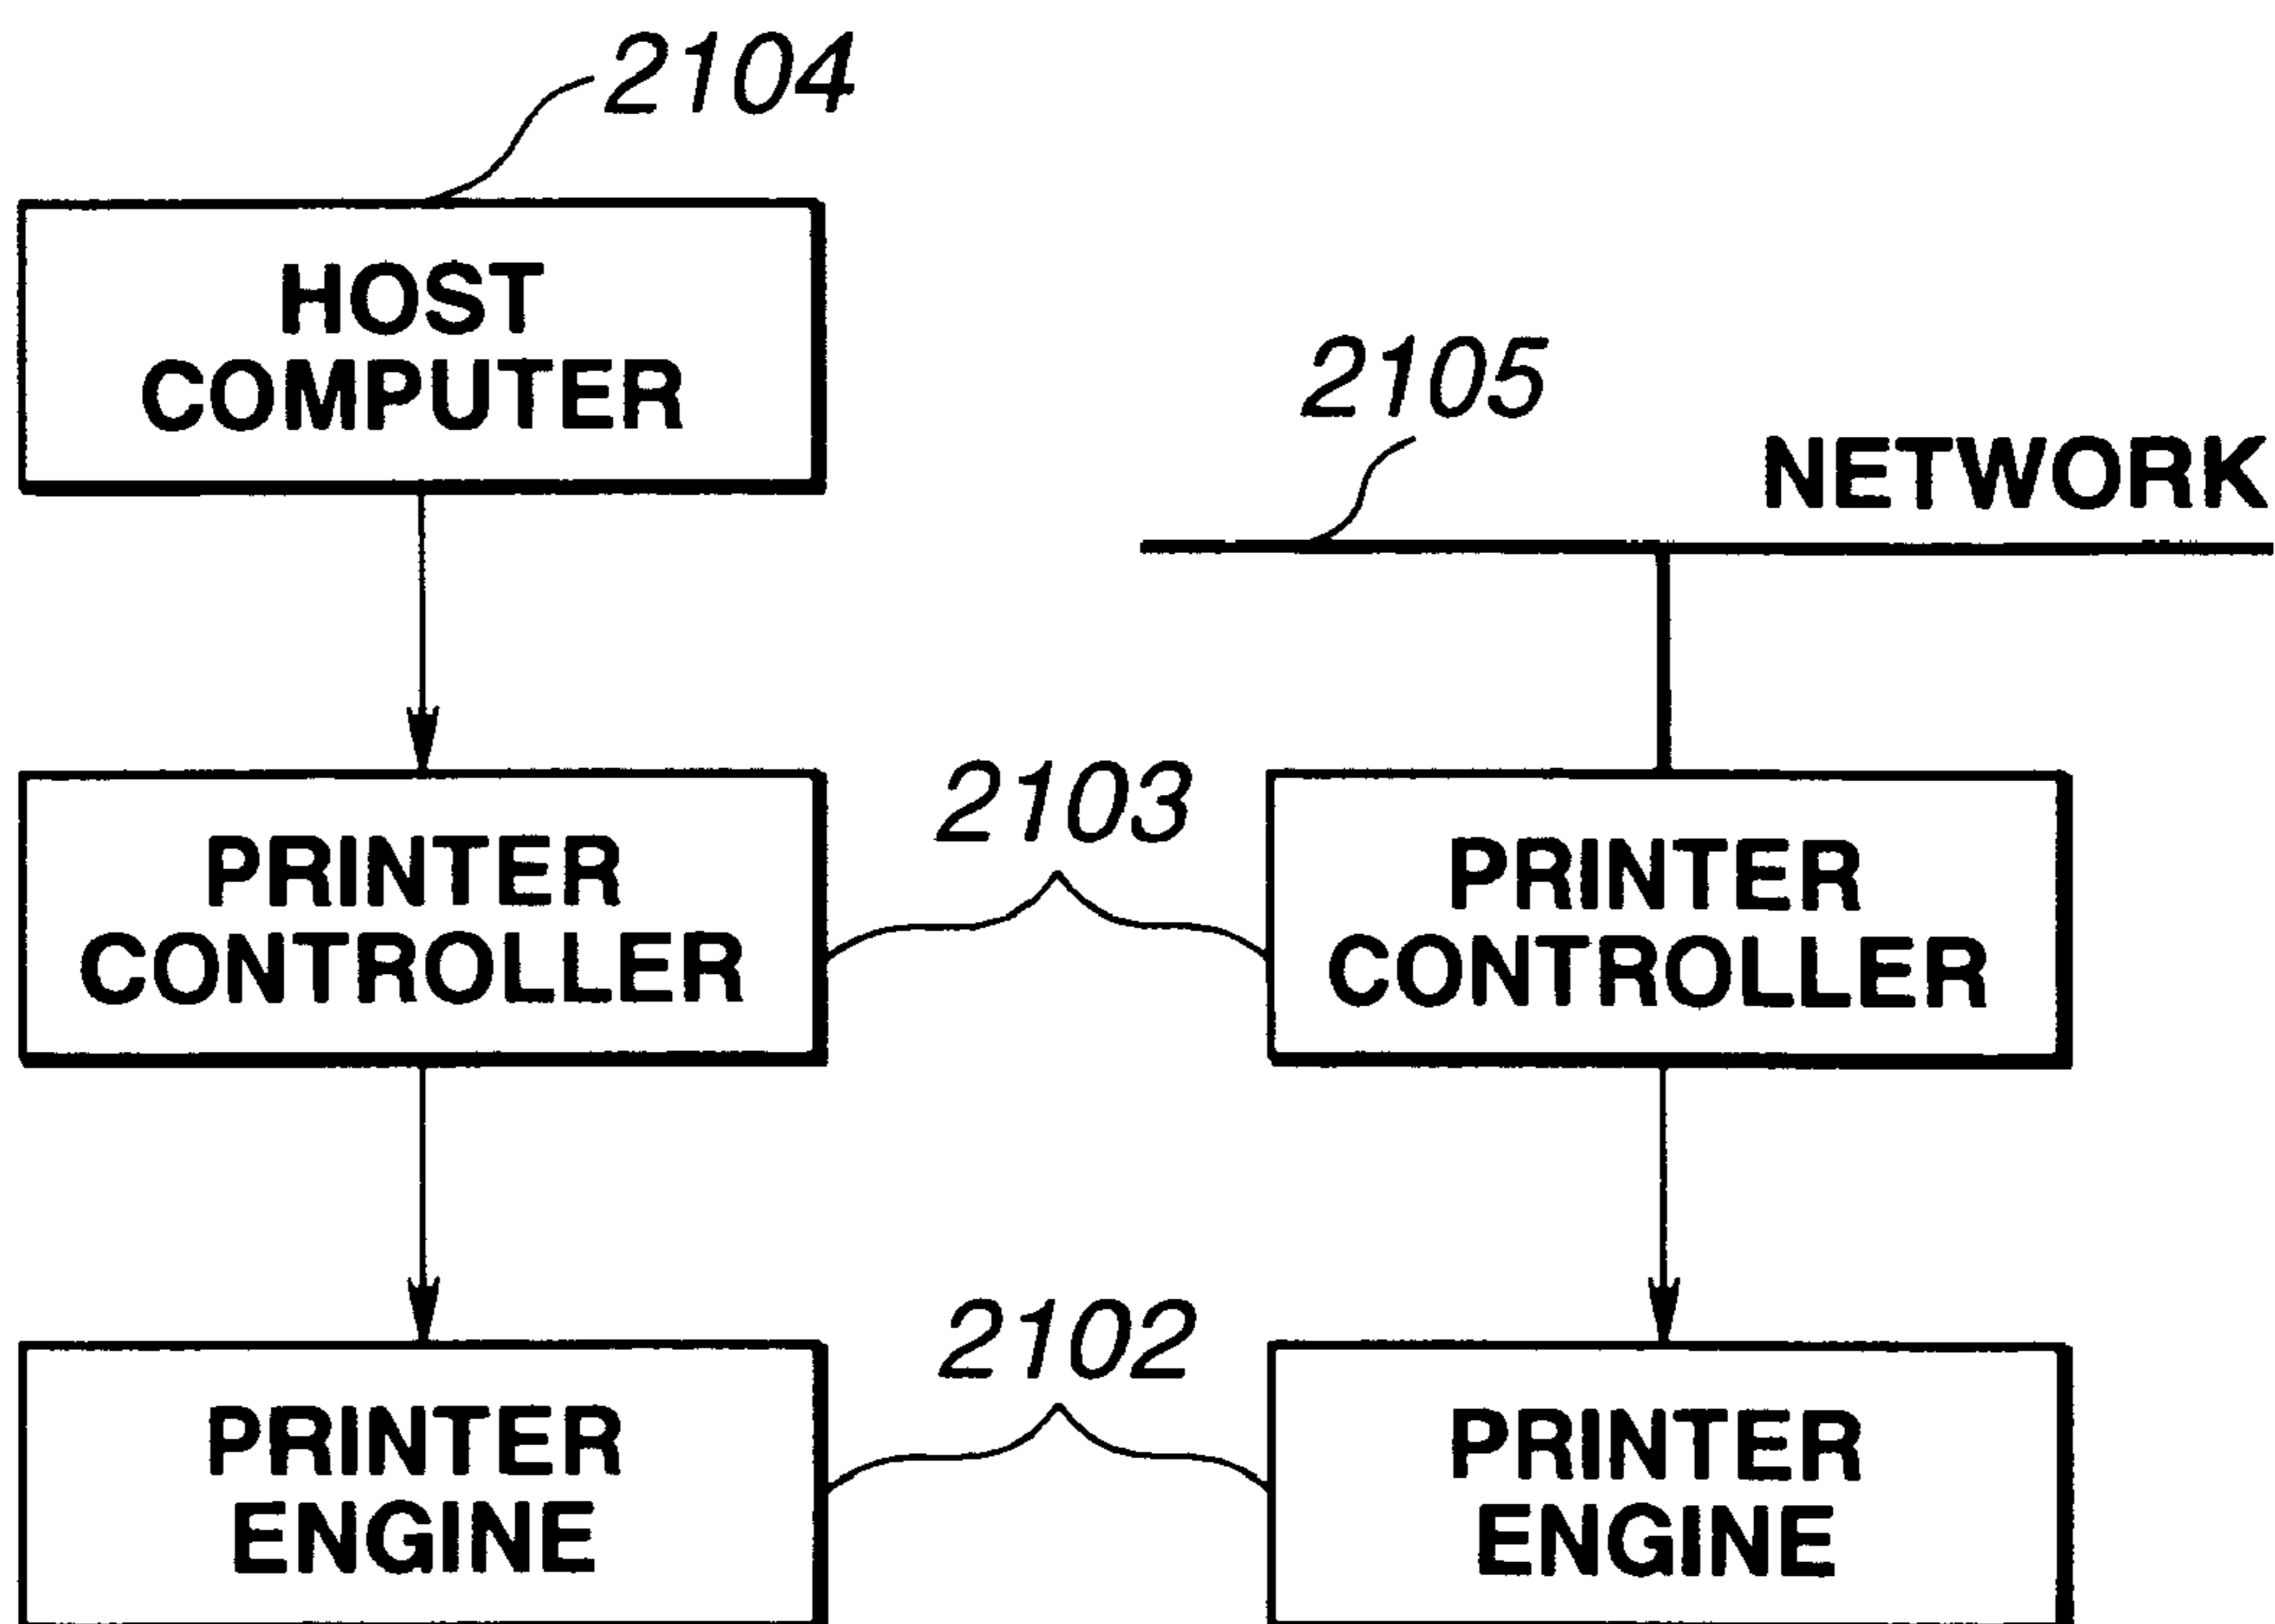 2104
HOST
COMPUTER
2105
NETWORK
2103
PRINTER
CONTROLLER
PRINTER
CONTROLLER
2102
PRINTER
ENGINE
PRINTER
ENGINE